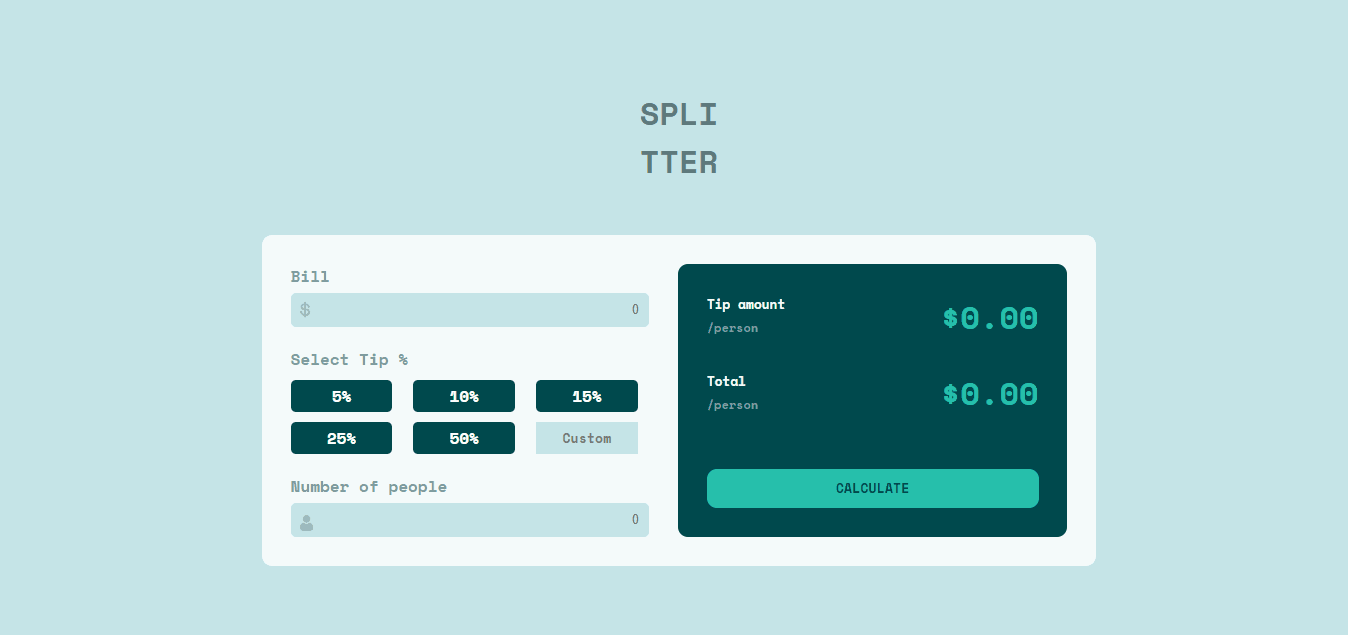 SPLI
TTER
Bill
$ 0
Select Tip %
5% 10% 15%
25% 50% Custom
Number of people
0
Tip amount
/person
$0.00
Total
/person
$0.00
CALCULATE